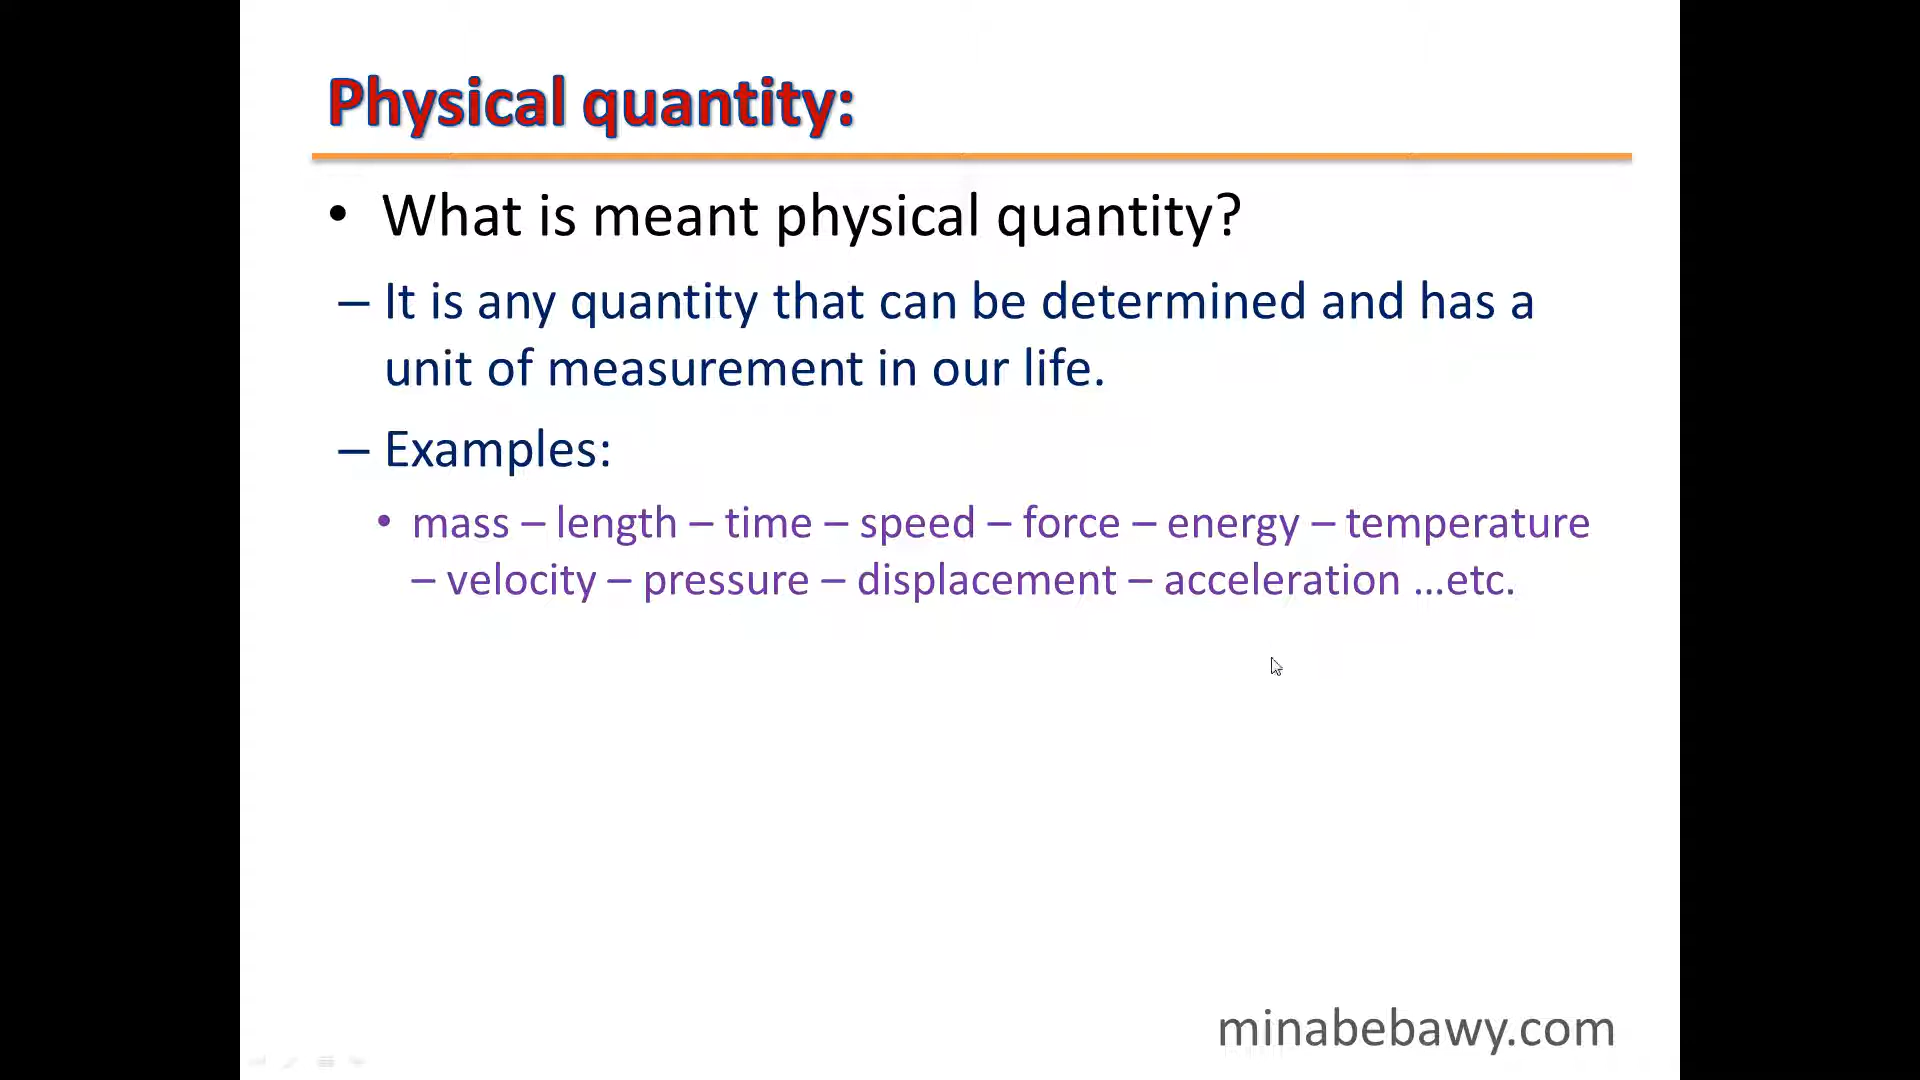 Physical quantity:
• What is meant physical quantity?
– It is any quantity that can be determined and has a
unit of measurement in our life.
– Examples:
• mass – length – time – speed – force – energy – temperature
– velocity – pressure – displacement – acceleration ...etc.
minabebawy.com